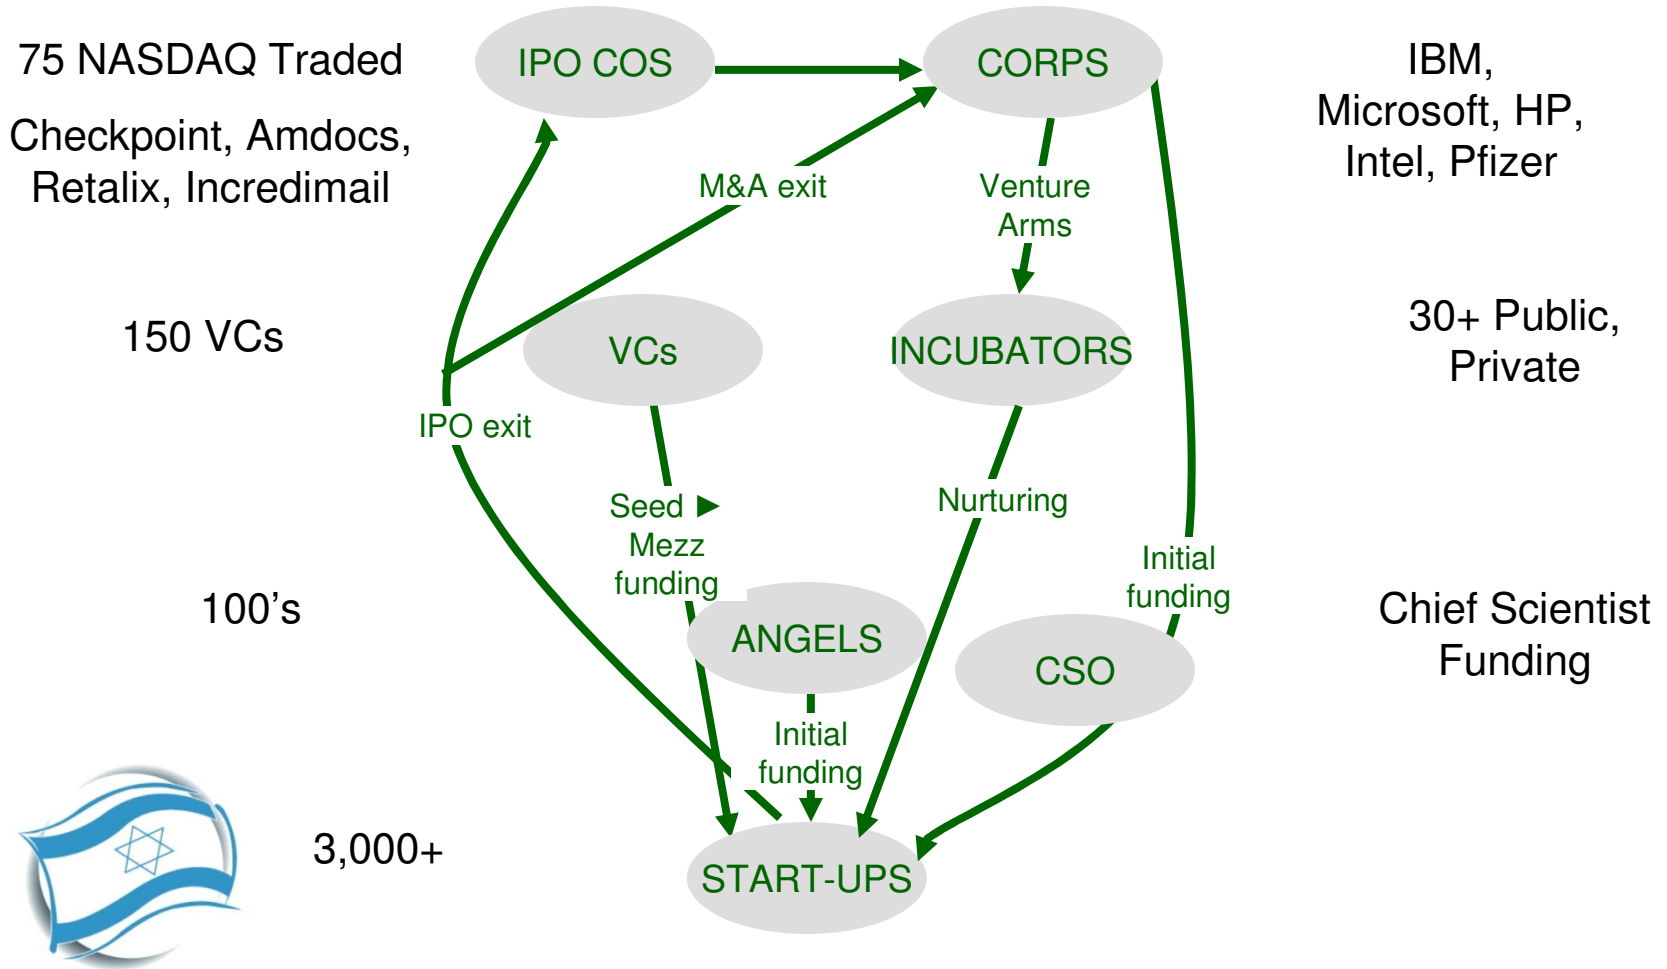 75 NASDAQ Traded
Checkpoint, Amdocs,
Retalix, Incredimail
IPO COS
CORPS
IBM,
Microsoft, HP,
Intel, Pfizer
M&A exit
Venture
Arms
150 VCs
VCs
INCUBATORS
30+ Public,
Private
IPO exit
Seed ►
Mezz
funding
Nurturing
Initial
funding
100’s
ANGELS
CSO
Chief Scientist
Funding
Initial
funding
3,000+
START-UPS